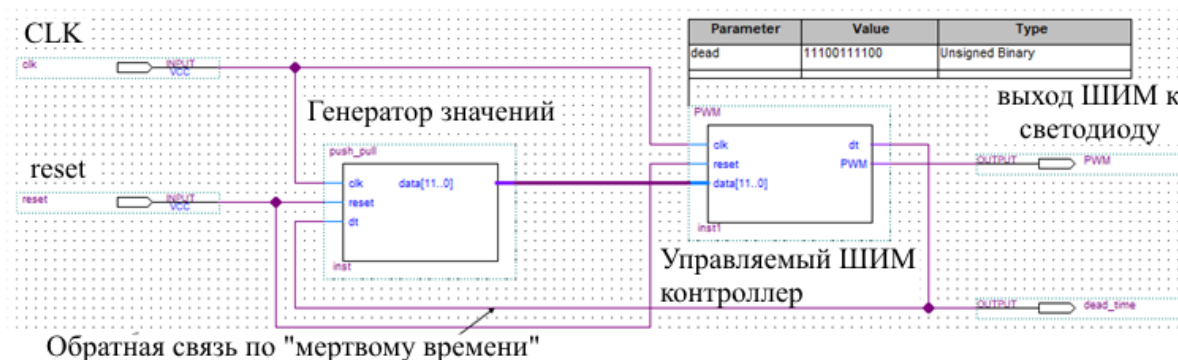 CLK
clk
INPUT
VCC
Генератор значений
reset
reset
INPUT
VCC
push_pull
clk
reset
dt
data[11..0]
inst
Parameter Value Type
dead 11100111100 Unsigned Binary
PWM
clk
reset
data[11..0]
dt
PWM
inst1
выход ШИМ к
светодиоду
OUTPUT PWM
Управляемый ШИМ
контроллер
OUTPUT dead_time
Обратная связь по "мертвому времени"